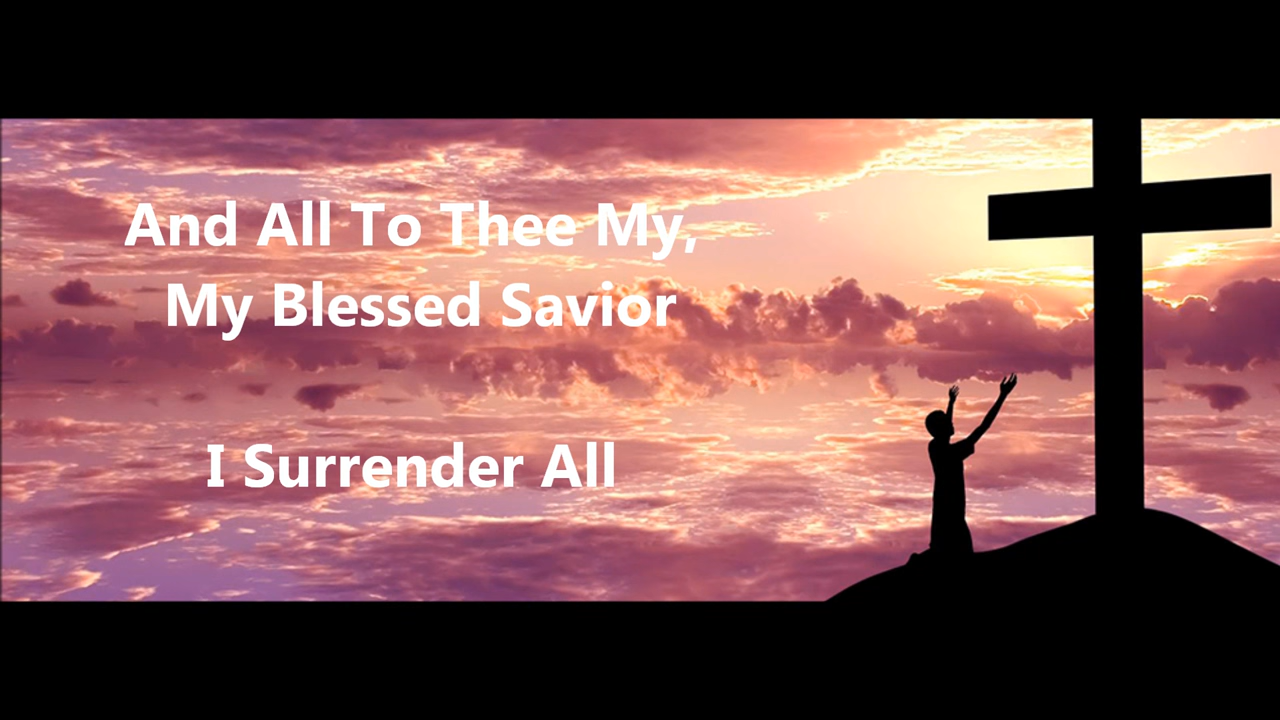 And All To Thee My,
My Blessed Savior
I Surrender All